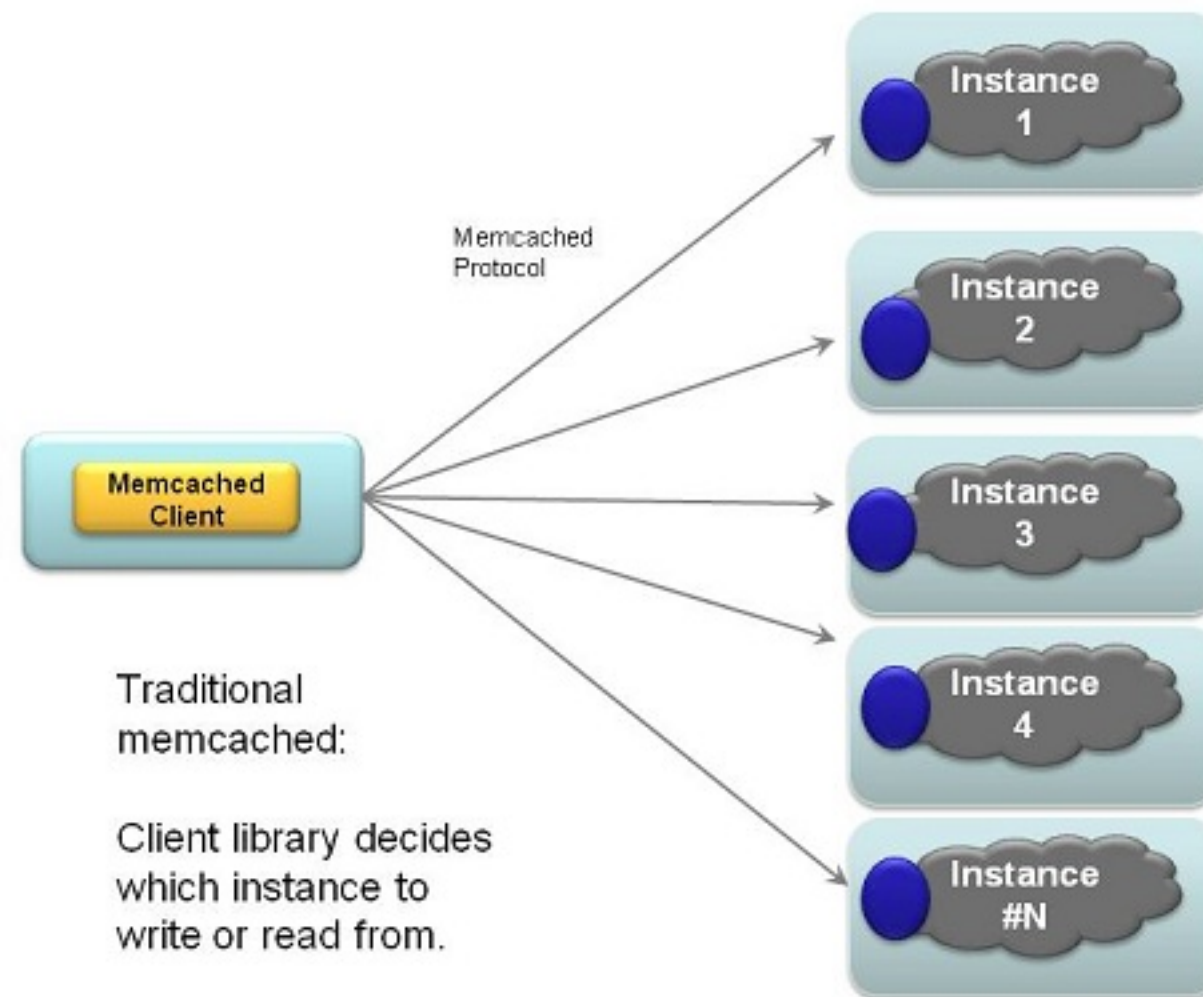 Instance
1
Memcached
Protocol
Instance
2
Memcached
Client
Instance
3
Instance
4
Traditional
memcached:
Client library decides
which instance to
write or read from.
Instance
#N